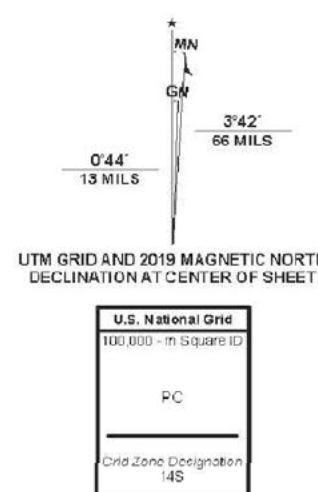 MN
GN
3°42´
66 MILS
0°44´
13 MILS
UTM GRID AND 2019 MAGNETIC NORTH
DECLINATION AT CENTER OF SHEET
U.S. National Grid
100,000 - m Square ID
PC
Grid Zone Designation
14S